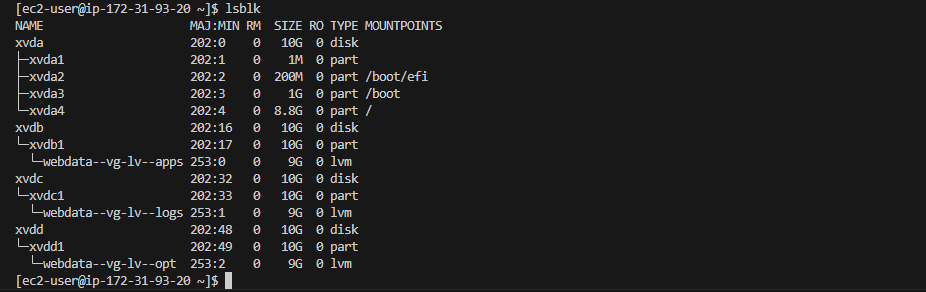 [ec2-user@ip-172-31-93-20 ~]$ lsblk
NAME                      MAJ:MIN RM  SIZE RO TYPE MOUNTPOINTS
xvda                      202:0    0   10G  0 disk
├─xvda1                   202:1    0    1M  0 part
├─xvda2                   202:2    0  200M  0 part /boot/efi
├─xvda3                   202:3    0    1G  0 part /boot
└─xvda4                   202:4    0  8.8G  0 part /
xvdb                      202:16   0   10G  0 disk
└─xvdb1                   202:17   0   10G  0 part
  └─webdata--vg-lv--apps 253:0    0    9G  0 lvm
xvdc                      202:32   0   10G  0 disk
└─xvdc1                   202:33   0   10G  0 part
  └─webdata--vg-lv--logs 253:1    0    9G  0 lvm
xvdd                      202:48   0   10G  0 disk
└─xvdd1                   202:49   0   10G  0 part
  └─webdata--vg-lv--opt  253:2    0    9G  0 lvm
[ec2-user@ip-172-31-93-20 ~]$